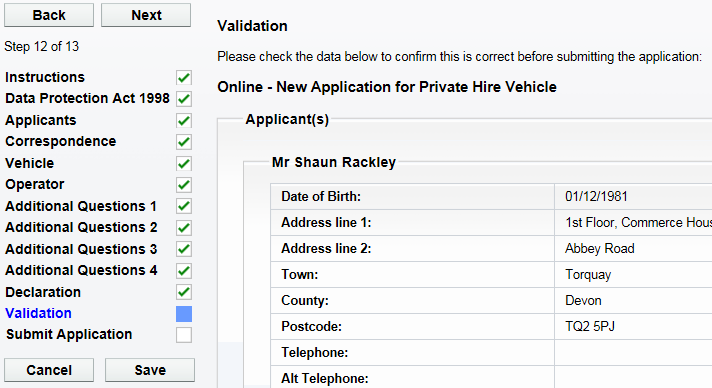 Back Next
Step 12 of 13
Instructions
Data Protection Act 1998
Applicants
Correspondence
Vehicle
Operator
Additional Questions 1
Additional Questions 2
Additional Questions 3
Additional Questions 4
Declaration
Validation
Submit Application
Cancel Save
Validation
Please check the data below to confirm this is correct before submitting the application:
Online - New Application for Private Hire Vehicle
Applicant(s)
Mr Shaun Rackley
Date of Birth: 01/12/1981
Address line 1: 1st Floor, Commerce Hous
Address line 2: Abbey Road
Town: Torquay
County: Devon
Postcode: TQ2 5PJ
Telephone:
Alt Telephone: